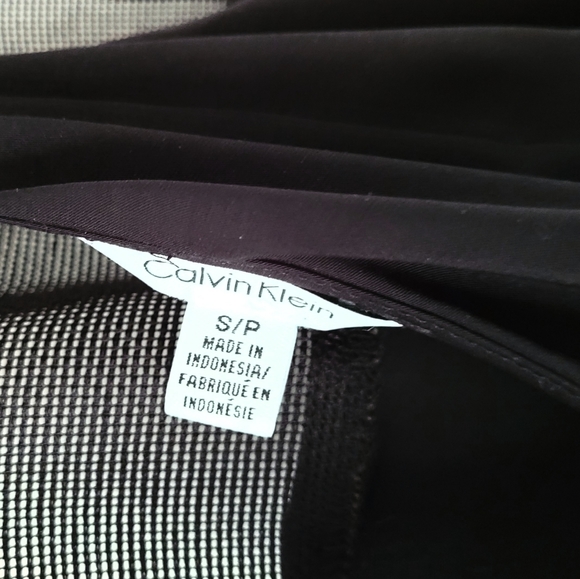 Calvin Klein
S/P
MADE IN
INDONESIA/
FABRIQUÉ EN
INDONÉSIE